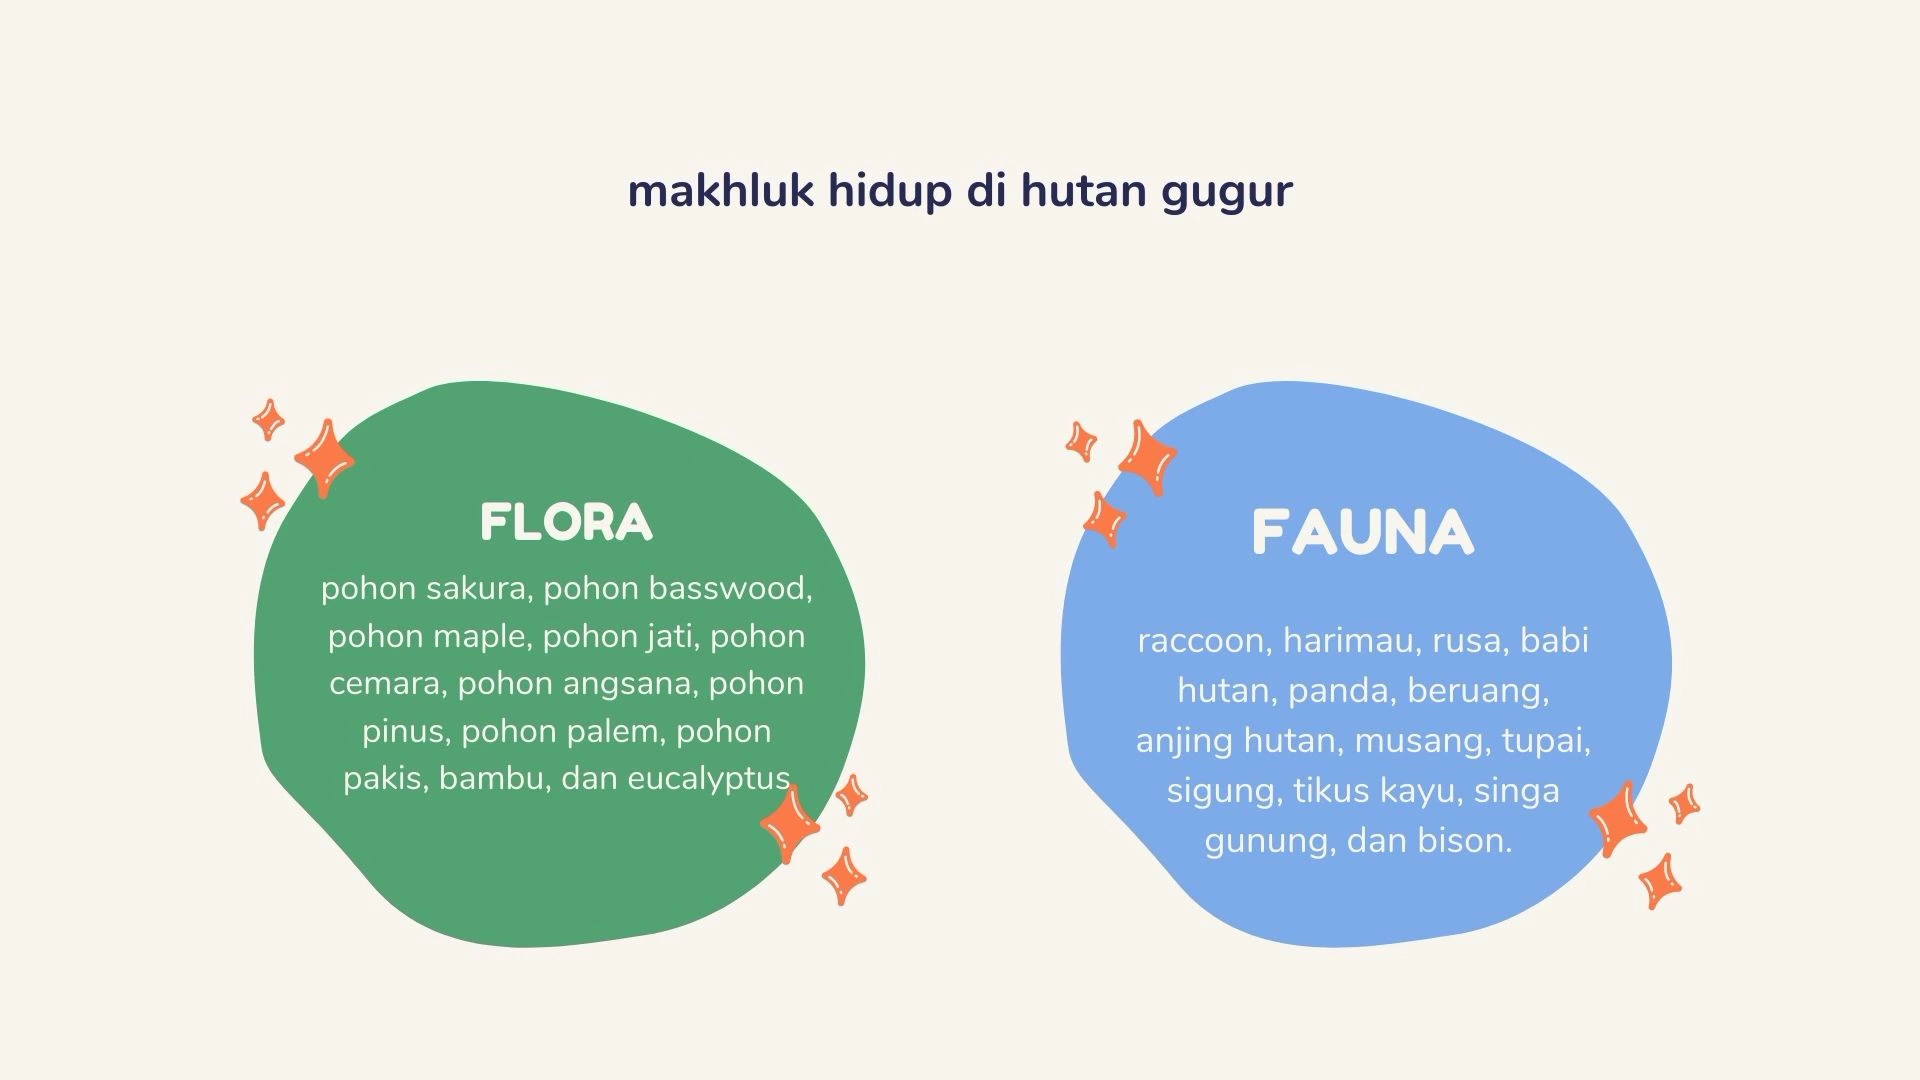 makhluk hidup di hutan gugur
FLORA
pohon sakura, pohon basswood,
pohon maple, pohon jati, pohon
cemara, pohon angsana, pohon
pinus, pohon palem, pohon
pakis, bambu, dan eucalyptus
FAUNA
raccoon, harimau, rusa, babi
hutan, panda, beruang,
anjing hutan, musang, tupai,
sigung, tikus kayu, singa
gunung, dan bison.